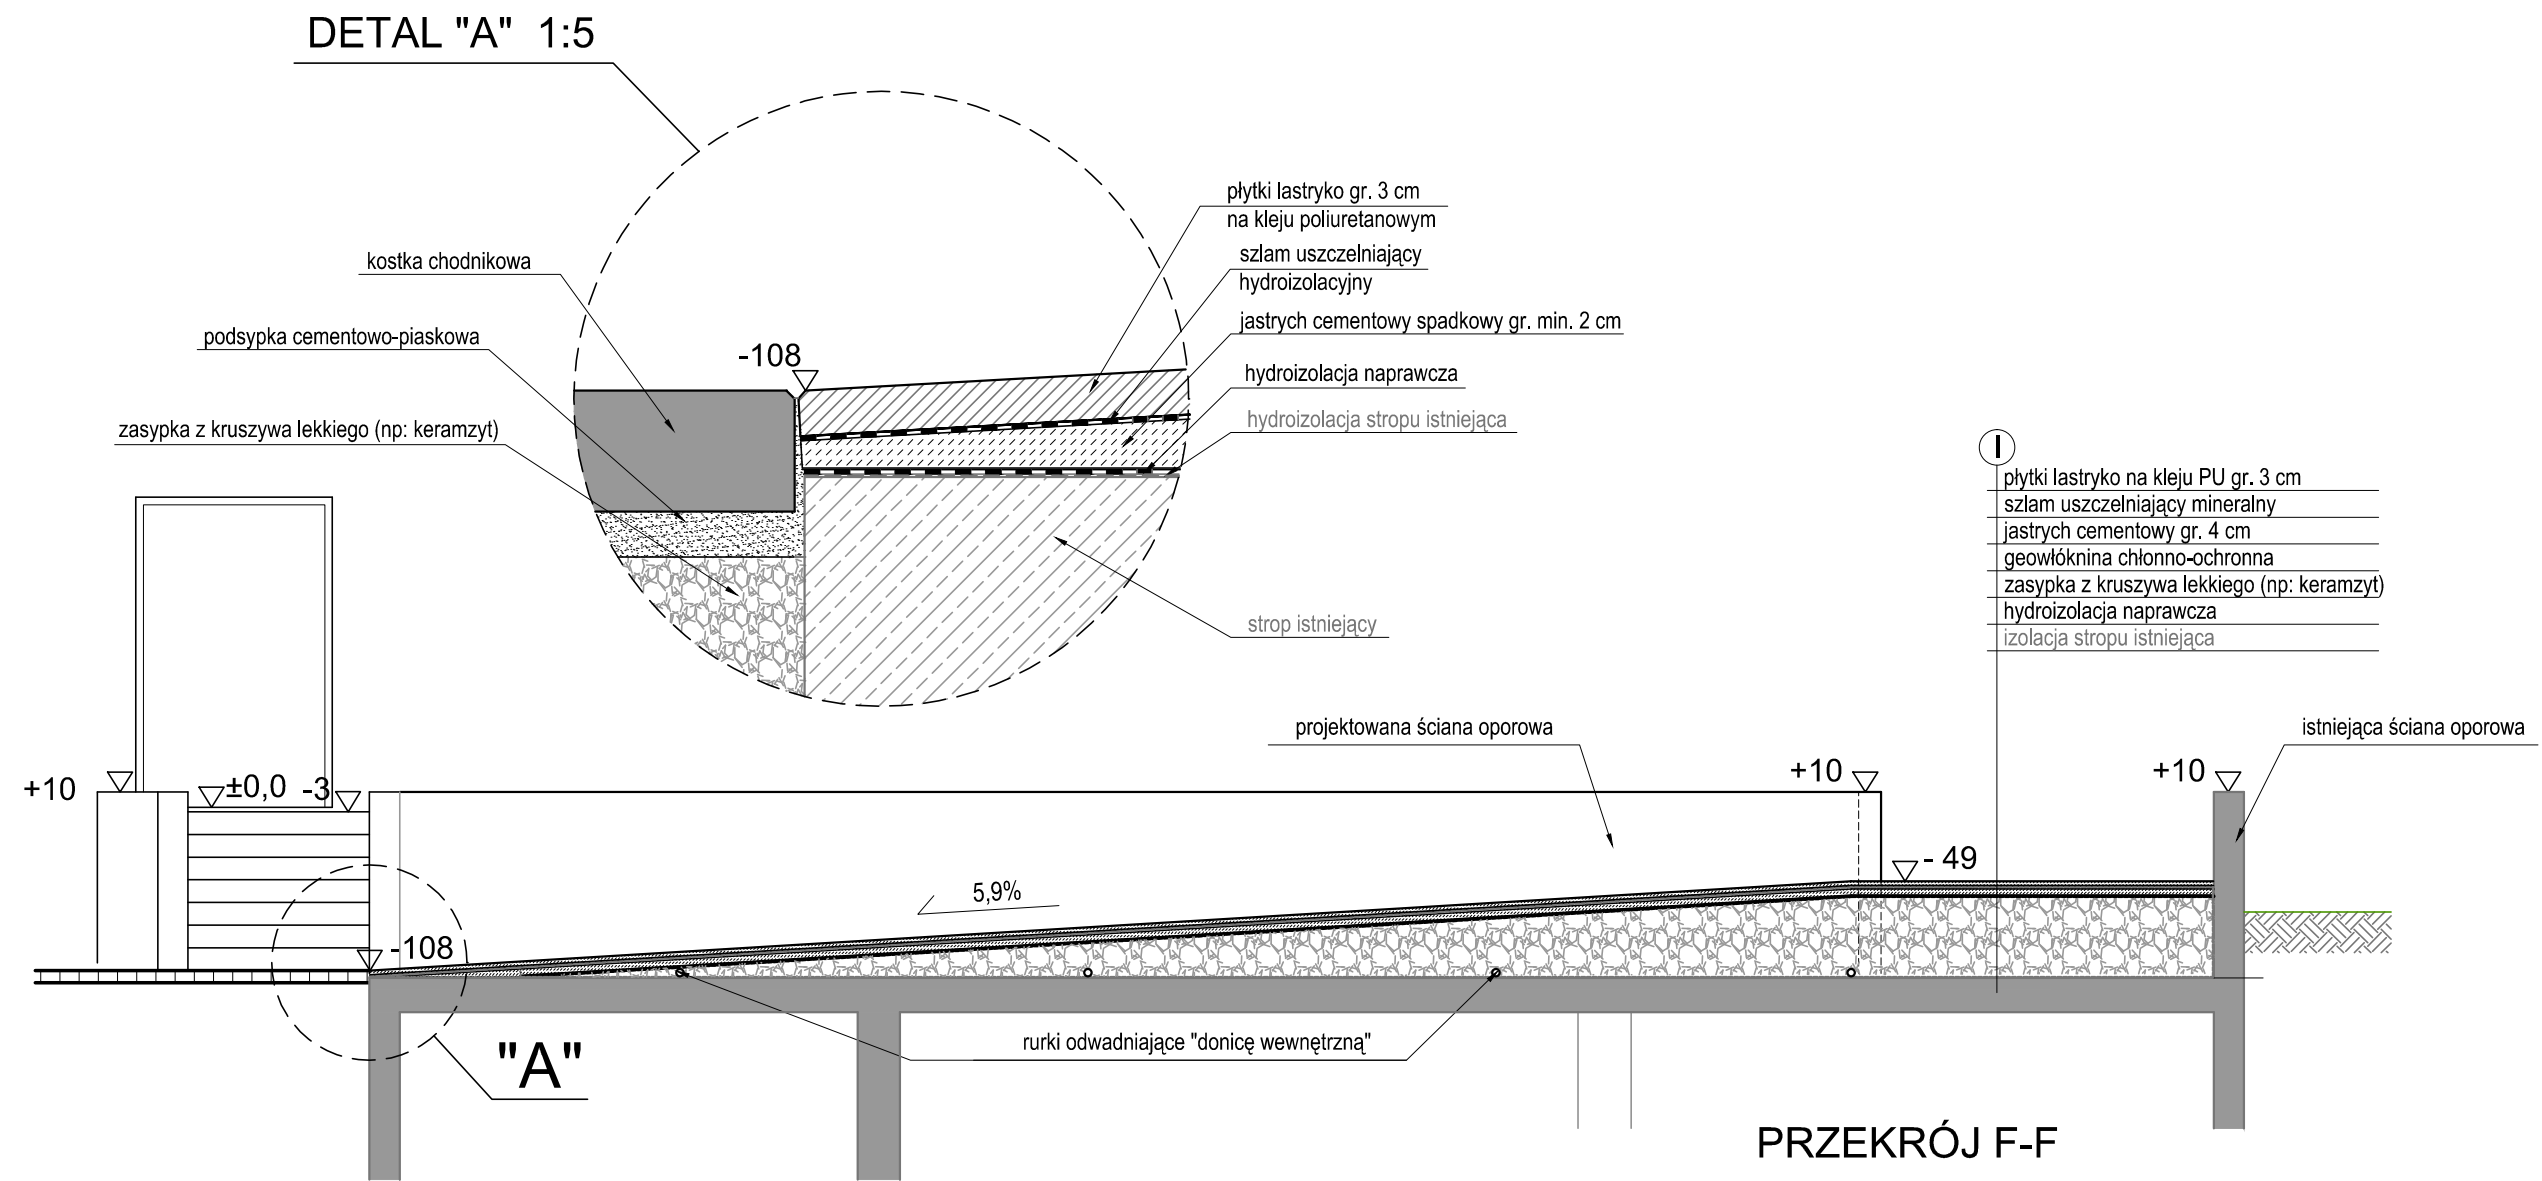 DETAL "A" 1:5
płytki lastryko gr. 3 cm
na kleju poliuretanowym
szlam uszczelniający
hydroizolacyjny
kostka chodnikowa
jastrych cementowy spadkowy gr. min. 2 cm
podsypka cementowo-piaskowa
-108
hydroizolacja naprawcza
hydroizolacja stropu istniejąca
zasypka z kruszywa lekkiego (np: keramzyt)
strop istniejący
I
płytki lastryko na kleju PU gr. 3 cm
szlam uszczelniający mineralny
jastrych cementowy gr. 4 cm
geowłóknina chłonno-ochronna
zasypka z kruszywa lekkiego (np: keramzyt)
hydroizolacja naprawcza
izolacja stropu istniejąca
projektowana ściana oporowa
istniejąca ściana oporowa
+10
±0,0
-3
+10
+10
- 49
5,9%
-108
rurki odwadniające "donicę wewnętrzną"
"A"
PRZEKRÓJ F-F